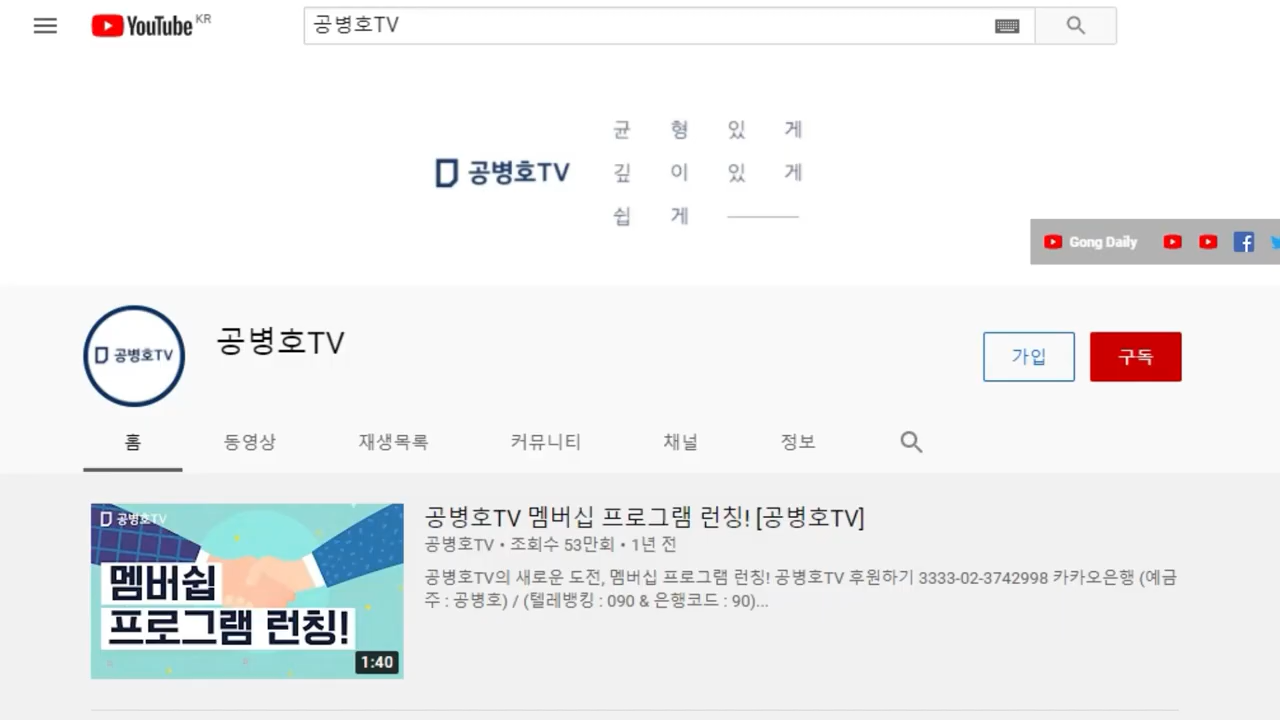 YouTube KR
공병호TV
균형있게
공병호TV 깊이있게
쉽게
Gong Daily
공병호TV
공병호TV
가입 구독
홈 동영상 재생목록 커뮤니티 채널 정보
공병호TV
멤버쉽
프로그램 런칭!
1:40
공병호TV 멤버십 프로그램 런칭! [공병호TV]
공병호TV • 조회수 53만회 • 1년 전
공병호TV의 새로운 도전, 멤버십 프로그램 런칭! 공병호TV 후원하기 3333-02-3742998 카카오은행 (예금
주 : 공병호) / (텔레뱅킹 : 090 & 은행코드 : 90)...